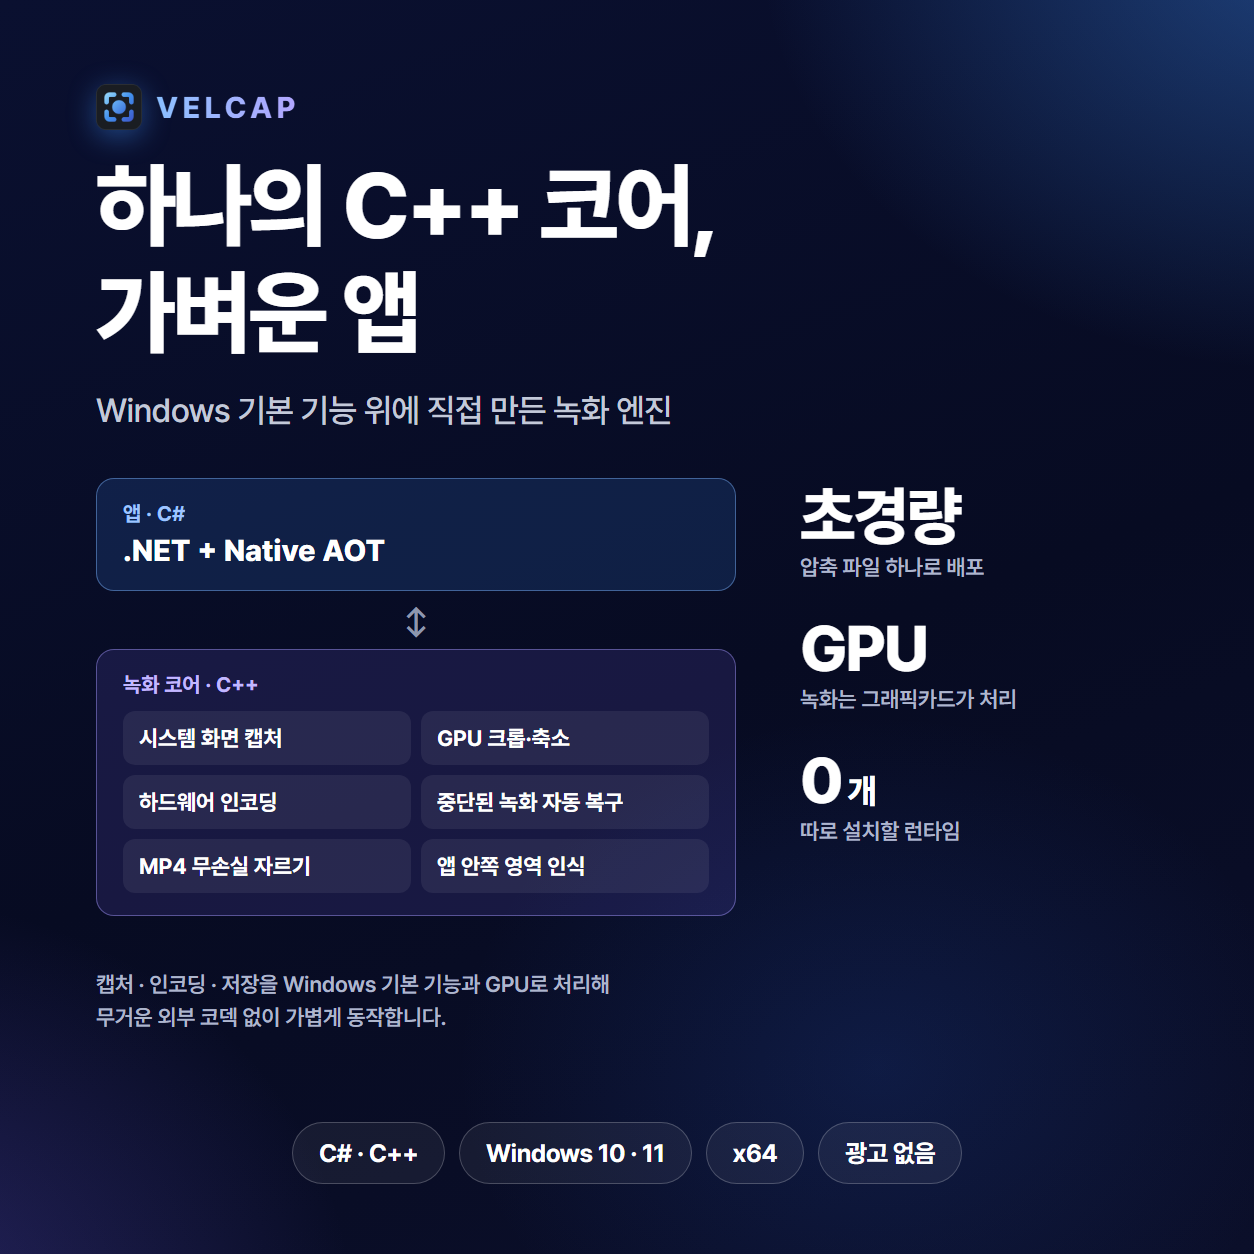 VELCAP
하나의 C++ 코어,
가벼운 앱
Windows 기본 기능 위에 직접 만든 녹화 엔진
앱 · C#
.NET + Native AOT
↕
녹화 코어 · C++
시스템 화면 캡처
GPU 크롭·축소
하드웨어 인코딩
중단된 녹화 자동 복구
MP4 무손실 자르기
앱 안쪽 영역 인식
초경량
압축 파일 하나로 배포
GPU
녹화는 그래픽카드가 처리
0개
따로 설치할 런타임
캡처 · 인코딩 · 저장을 Windows 기본 기능과 GPU로 처리해
무거운 외부 코덱 없이 가볍게 동작합니다.
C# · C++
Windows 10 · 11
x64
광고 없음